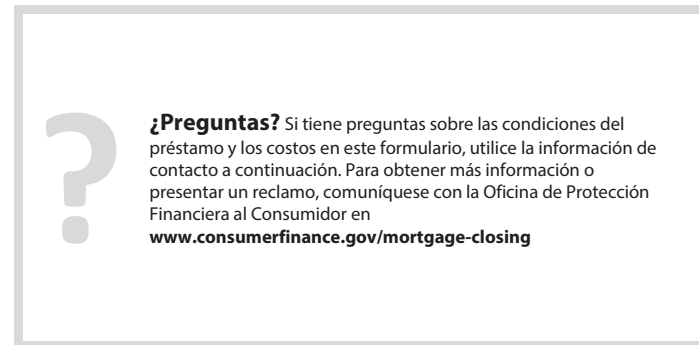 ?
¿Preguntas? Si tiene preguntas sobre las condiciones del
préstamo y los costos en este formulario, utilice la información de
contacto a continuación. Para obtener más información o
presentar un reclamo, comuníquese con la Oficina de Protección
Financiera al Consumidor en
www.consumerfinance.gov/mortgage-closing